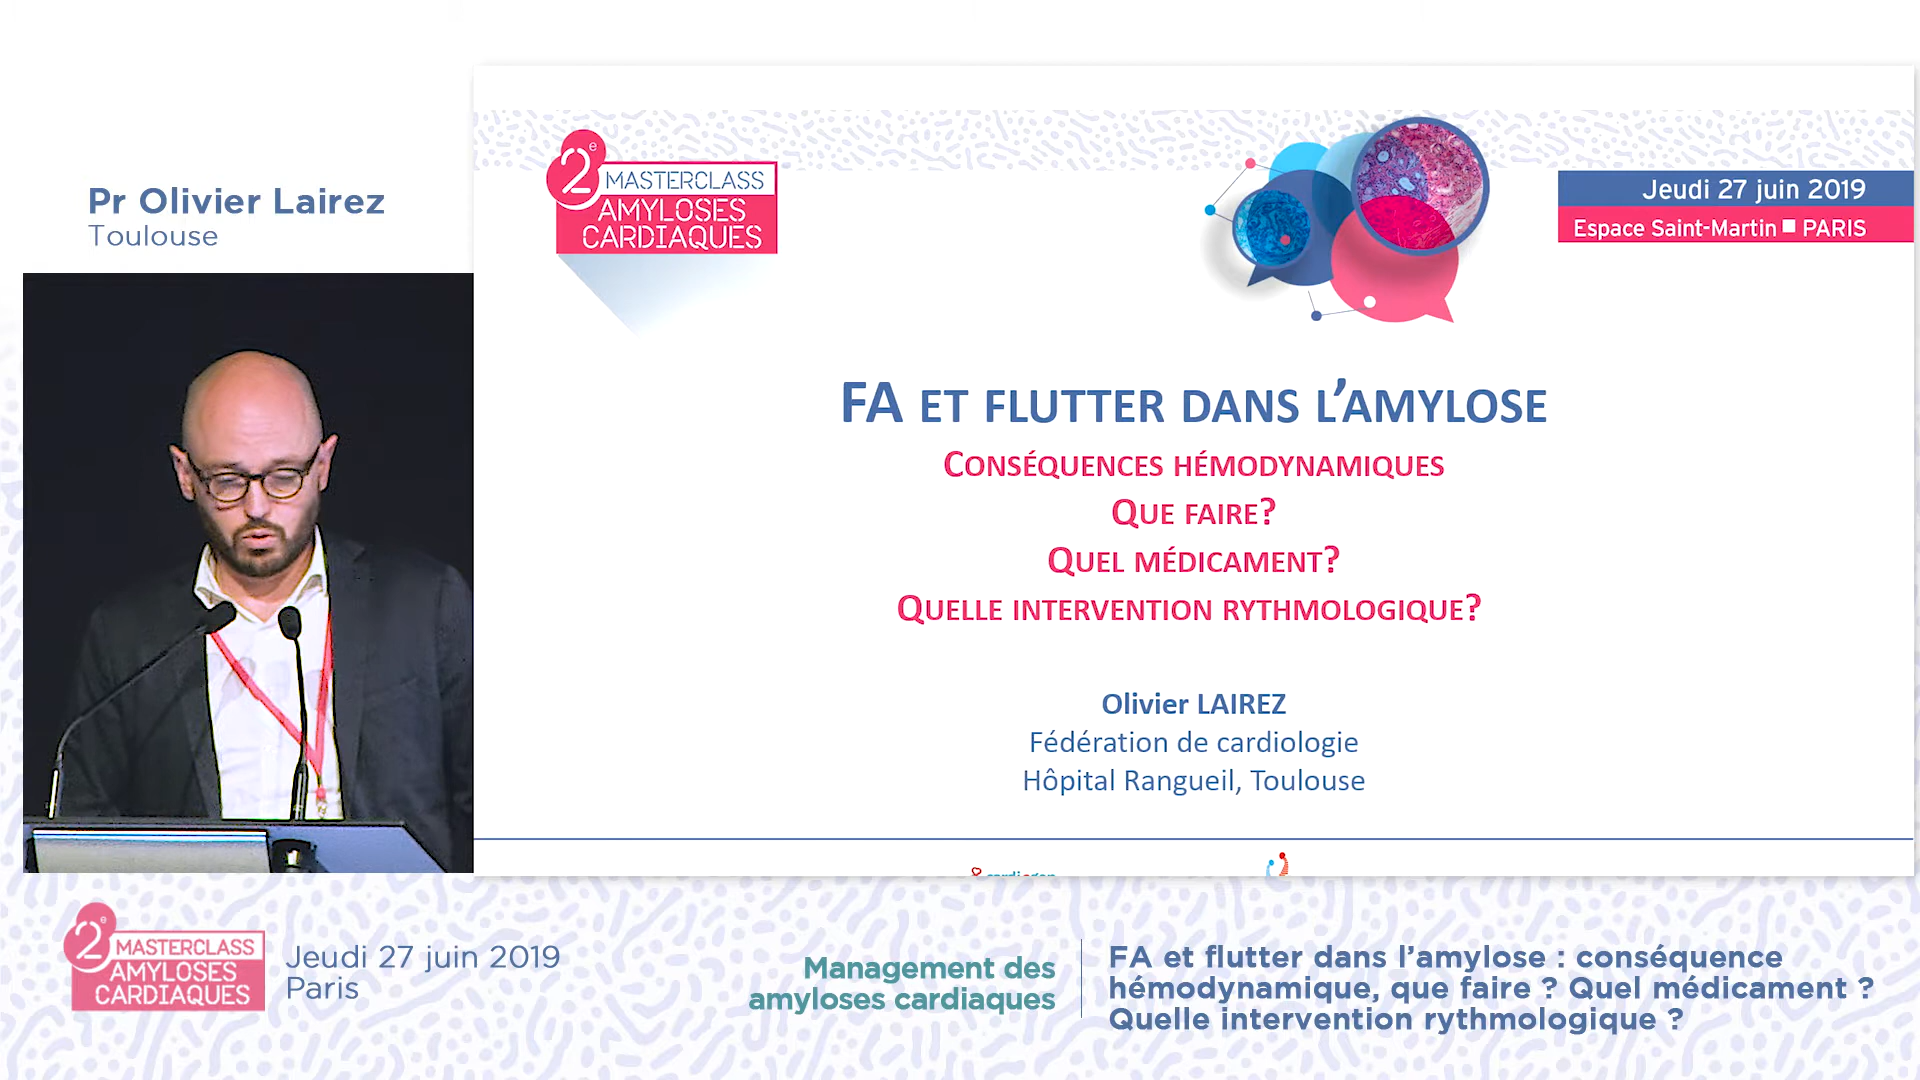 Pr Olivier Lairez
Toulouse
2e
MASTERCLASS
AMYLOSES
CARDIAQUES
Jeudi 27 juin 2019
Espace Saint-Martin ■ PARIS
FA ET FLUTTER DANS L’AMYLOSE
CONSÉQUENCES HÉMODYNAMIQUES
QUE FAIRE?
QUEL MÉDICAMENT?
QUELLE INTERVENTION RYTHMOLOGIQUE?
Olivier LAIREZ
Fédération de cardiologie
Hôpital Rangueil, Toulouse
2e
MASTERCLASS
AMYLOSES
CARDIAQUES
Jeudi 27 juin 2019
Paris
Management des
amyloses cardiaques
FA et flutter dans l’amylose : conséquence
hémodynamique, que faire ? Quel médicament ?
Quelle intervention rythmologique ?